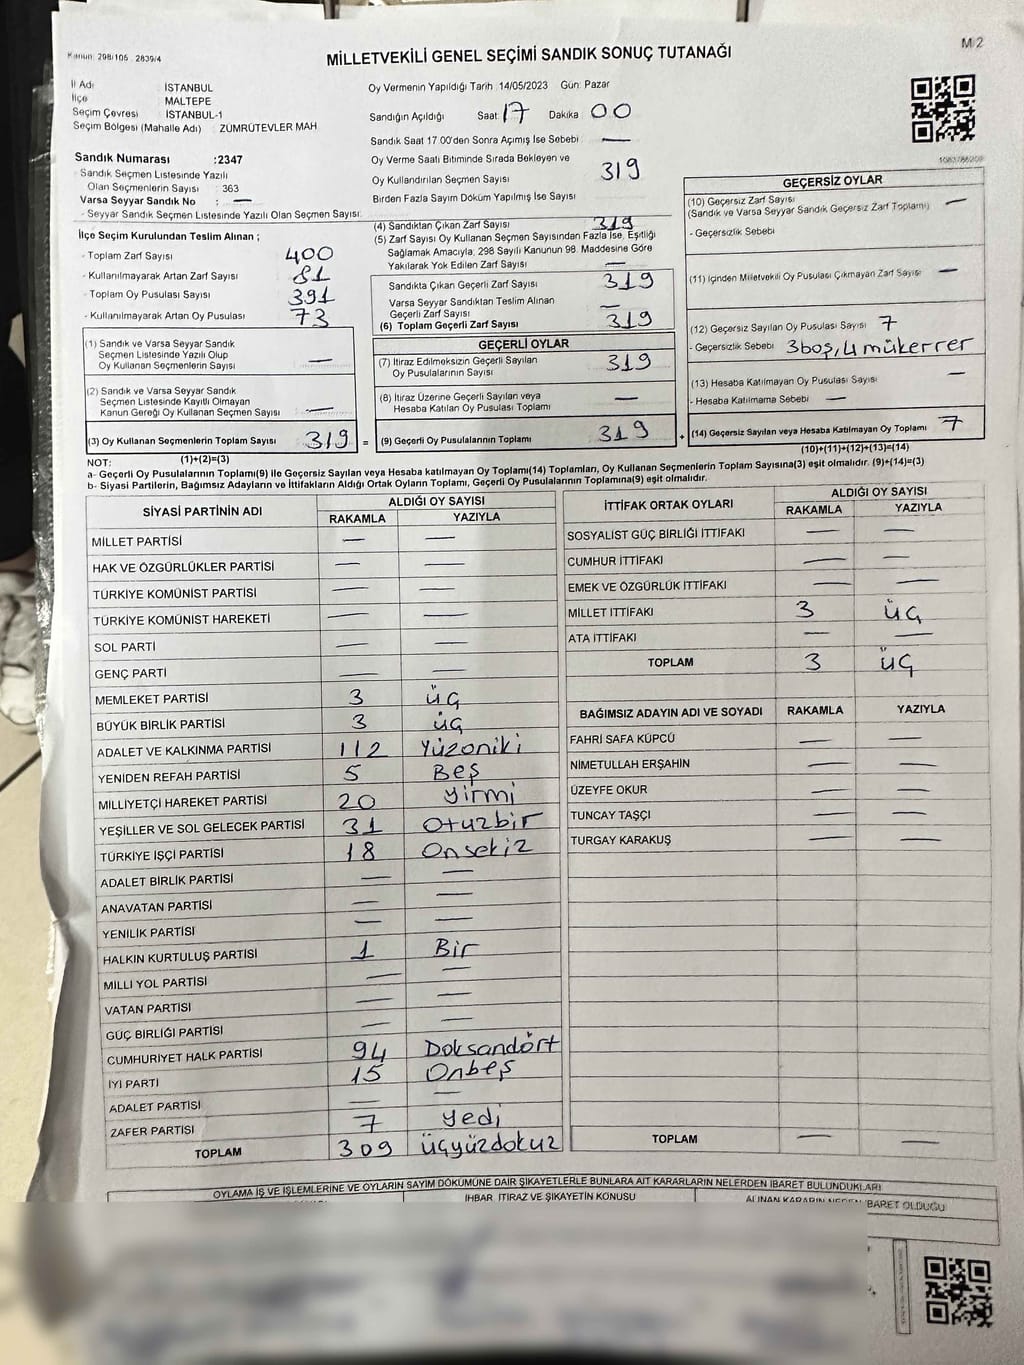 Kanun: 298/105 2839/4
MİLLETVEKİLİ GENEL SEÇİMİ SANDIK SONUÇ TUTANAĞI
M/2
İl Adı İSTANBUL
İlçe MALTEPE
Seçim Çevresi İSTANBUL-1
Seçim Bölgesi (Mahalle Adı) ZÜMRÜTEVLER MAH
Sandık Numarası :2347
Sandık Seçmen Listesinde Yazılı
Olan Seçmenlerin Sayısı : 363
Varsa Seyyar Sandık No : —
- Seyyar Sandık Seçmen Listesinde Yazılı Olan Seçmen Sayısı:
Oy Vermenin Yapıldığı Tarih :14/05/2023 Gün: Pazar
Sandığın Açıldığı Saat 17 Dakika 00
Sandık Saat 17:00'den Sonra Açımış İse Sebebi —
Oy Verme Saati Bitiminde Sırada Bekleyen ve
Oy Kullandırılan Seçmen Sayısı 319
Birden Fazla Sayım Döküm Yapılmış İse Sayısı
İlçe Seçim Kurulundan Teslim Alınan ;
- Toplam Zarf Sayısı 400
- Kullanılmayarak Artan Zarf Sayısı 81
- Toplam Oy Pusulası Sayısı 391
- Kullanılmayarak Artan Oy Pusulası 73
(1) Sandık ve Varsa Seyyar Sandık
Seçmen Listesinde Yazılı Olup
Oy Kullanan Seçmenlerin Sayısı —
(2) Sandık ve Varsa Seyyar Sandık
Seçmen Listesinde Kayıtlı Olmayan
Kanun Gereği Oy Kullanan Seçmen Sayısı —
(3) Oy Kullanan Seçmenlerin Toplam Sayısı 319 =
(1)+(2)=(3)
(4) Sandıktan Çıkan Zarf Sayısı 319
(5) Zarf Sayısı Oy Kullanan Seçmen Sayısından Fazla İse, Eşitliği
Sağlamak Amacıyla, 298 Sayılı Kanunun 98. Maddesine Göre
Yakılarak Yok Edilen Zarf Sayısı —
Sandıkta Çıkan Geçerli Zarf Sayısı 319
Varsa Seyyar Sandıktan Teslim Alınan
Geçerli Zarf Sayısı —
(6) Toplam Geçerli Zarf Sayısı 319
GEÇERLİ OYLAR
(7) İtiraz Edilmeksizin Geçerli Sayılan
Oy Pusulalarının Sayısı 319
(8) İtiraz Üzerine Geçerli Sayılan veya
Hesaba Katılan Oy Pusulası Toplamı —
(9) Geçerli Oy Pusulalarının Toplamı 319 +
GEÇERSİZ OYLAR
(10) Geçersiz Zarf Sayısı —
(Sandık ve Varsa Seyyar Sandık Geçersiz Zarf Toplamı)
- Geçersizlik Sebebi
(11) İçinden Milletvekili Oy Pusulası Çıkmayan Zarf Sayısı —
(12) Geçersiz Sayılan Oy Pusulası Sayısı 7
- Geçersizlik Sebebi 3boş, 4 mükerrer
(13) Hesaba Katılmayan Oy Pusulası Sayısı —
- Hesaba Katılmama Sebebi —
(14) Geçersiz Sayılan veya Hesaba Katılmayan Oy Toplamı 7
(10)+(11)+(12)+(13)=(14)
NOT:
a- Geçerli Oy Pusulalarının Toplamı(9) ile Geçersiz Sayılan veya Hesaba katılmayan Oy Toplamı(14) Toplamları, Oy Kullanan Seçmenlerin Toplam Sayısına(3) eşit olmalıdır. (9)+(14)=(3)
b- Siyasi Partilerin, Bağımsız Adayların ve İttifakların Aldığı Ortak Oyların Toplamı, Geçerli Oy Pusulalarının Toplamına(9) eşit olmalıdır.
SİYASİ PARTİNİN ADI ALDIĞI OY SAYISI
RAKAMLA YAZIYLA
MİLLET PARTİSİ — —
HAK VE ÖZGÜRLÜKLER PARTİSİ — —
TÜRKİYE KOMÜNİST PARTİSİ — —
TÜRKİYE KOMÜNİST HAREKETİ — —
SOL PARTİ — —
GENÇ PARTİ — —
MEMLEKET PARTİSİ 3 üç
BÜYÜK BİRLİK PARTİSİ 3 üç
ADALET VE KALKINMA PARTİSİ 112 Yüzoniki
YENİDEN REFAH PARTİSİ 5 Beş
MİLLİYETÇİ HAREKET PARTİSİ 20 yirmi
YEŞİLLER VE SOL GELECEK PARTİSİ 31 Otuzbir
TÜRKİYE İŞÇİ PARTİSİ 18 Onsekiz
ADALET BİRLİK PARTİSİ — —
ANAVATAN PARTİSİ — —
YENİLİK PARTİSİ — —
HALKIN KURTULUŞ PARTİSİ 1 Bir
MİLLİ YOL PARTİSİ — —
VATAN PARTİSİ — —
GÜÇ BİRLİĞİ PARTİSİ — —
CUMHURİYET HALK PARTİSİ 94 Doksandört
İYİ PARTİ 15 Onbeş
ADALET PARTİSİ — —
ZAFER PARTİSİ 7 yedi
TOPLAM 309 üçyüzdokuz
İTTİFAK ORTAK OYLARI ALDIĞI OY SAYISI
RAKAMLA YAZIYLA
SOSYALİST GÜÇ BİRLİĞİ İTTİFAKI — —
CUMHUR İTTİFAKI — —
EMEK VE ÖZGÜRLÜK İTTİFAKI — —
MİLLET İTTİFAKI 3 üç
ATA İTTİFAKI — —
TOPLAM 3 üç
BAĞIMSIZ ADAYIN ADI VE SOYADI RAKAMLA YAZIYLA
FAHRİ SAFA KÜPCÜ — —
NİMETULLAH ERŞAHİN — —
ÜZEYFE OKUR — —
TUNCAY TAŞÇI — —
TURGAY KARAKUŞ — —
TOPLAM — —
OYLAMA İŞ VE İŞLEMLERİNE VE OYLARIN SAYIM DÖKÜMÜNE DAİR ŞİKAYETLERLE BUNLARA AİT KARARLARIN NELERDEN İBARET BULUNDUKLARI
İHBAR, İTİRAZ VE ŞİKAYETİN KONUSU
ALINAN KARARIN NEDEN İBARET OLDUĞU